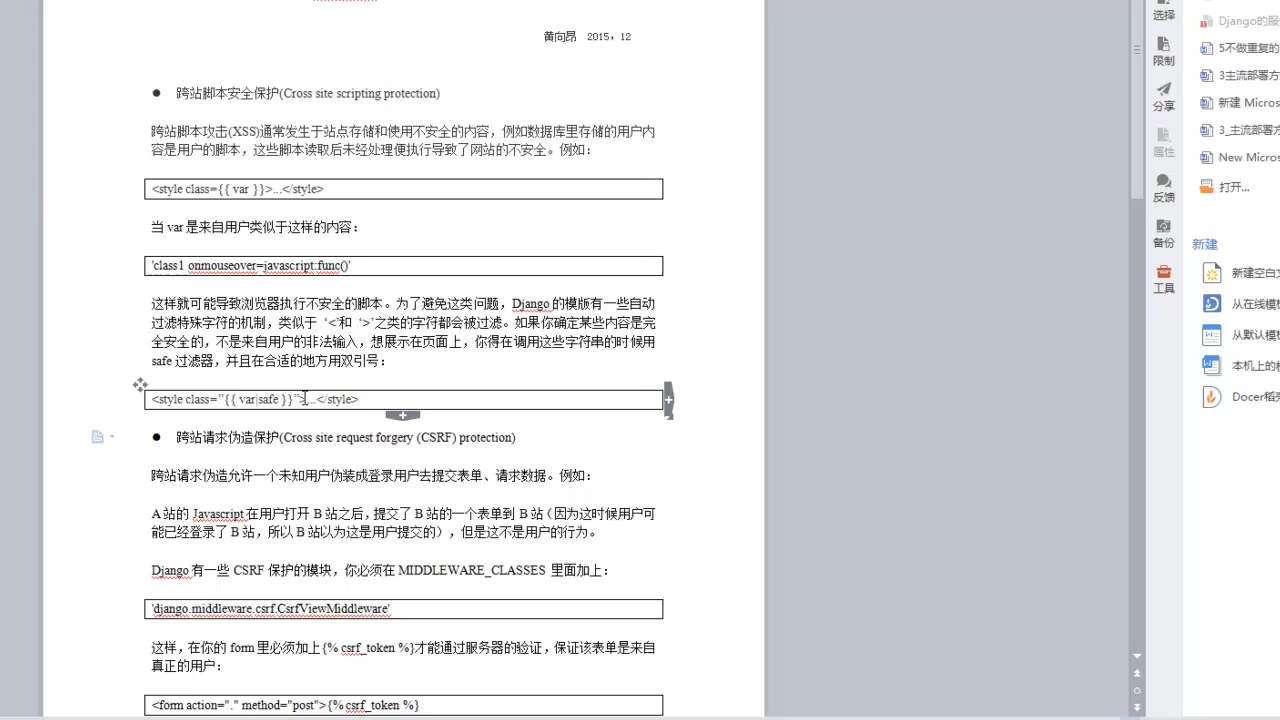 黄向昂 2015，12
● 跨站脚本安全保护(Cross site scripting protection)
跨站脚本攻击(XSS)通常发生于站点存储和使用不安全的内容，例如数据库里存储的用户内
容是用户的脚本，这些脚本读取后未经处理便执行导致了网站的不安全。例如：
<style class={{ var }}>...</style>
当 var 是来自用户类似于这样的内容：
'class1 onmouseover=javascript:func()'
这样就可能导致浏览器执行不安全的脚本。为了避免这类问题，Django 的模版有一些自动
过滤特殊字符的机制，类似于 ‘<’和 ‘>’之类的字符都会被过滤。如果你确定某些内容是完
全安全的，不是来自用户的非法输入，想展示在页面上，你得在调用这些字符串的时候用
safe 过滤器，并且在合适的地方用双引号：
<style class=”{{ var|safe }}”>...</style>
● 跨站请求伪造保护(Cross site request forgery (CSRF) protection)
跨站请求伪造允许一个未知用户伪装成登录用户去提交表单、请求数据。例如：
A 站的 Javascript 在用户打开 B 站之后，提交了 B 站的一个表单到 B 站（因为这时候用户可
能已经登录了 B 站，所以 B 站以为这是用户提交的），但是这不是用户的行为。
Django 有一些 CSRF 保护的模块，你必须在 MIDDLEWARE_CLASSES 里面加上：
'django.middleware.csrf.CsrfViewMiddleware'
这样，在你的 form 里必须加上{% csrf_token %}才能通过服务器的验证，保证该表单是来自
真正的用户：
<form action="." method="post">{% csrf_token %}
选择
限制
分享
属性
反馈
备份
工具
Django的服
5不做重复的
3主流部署方
新建 Micros
3_主流部署方
New Micros
打开...
新建
新建空白文
从在线模
从默认模
本机上的模
Docer稻壳